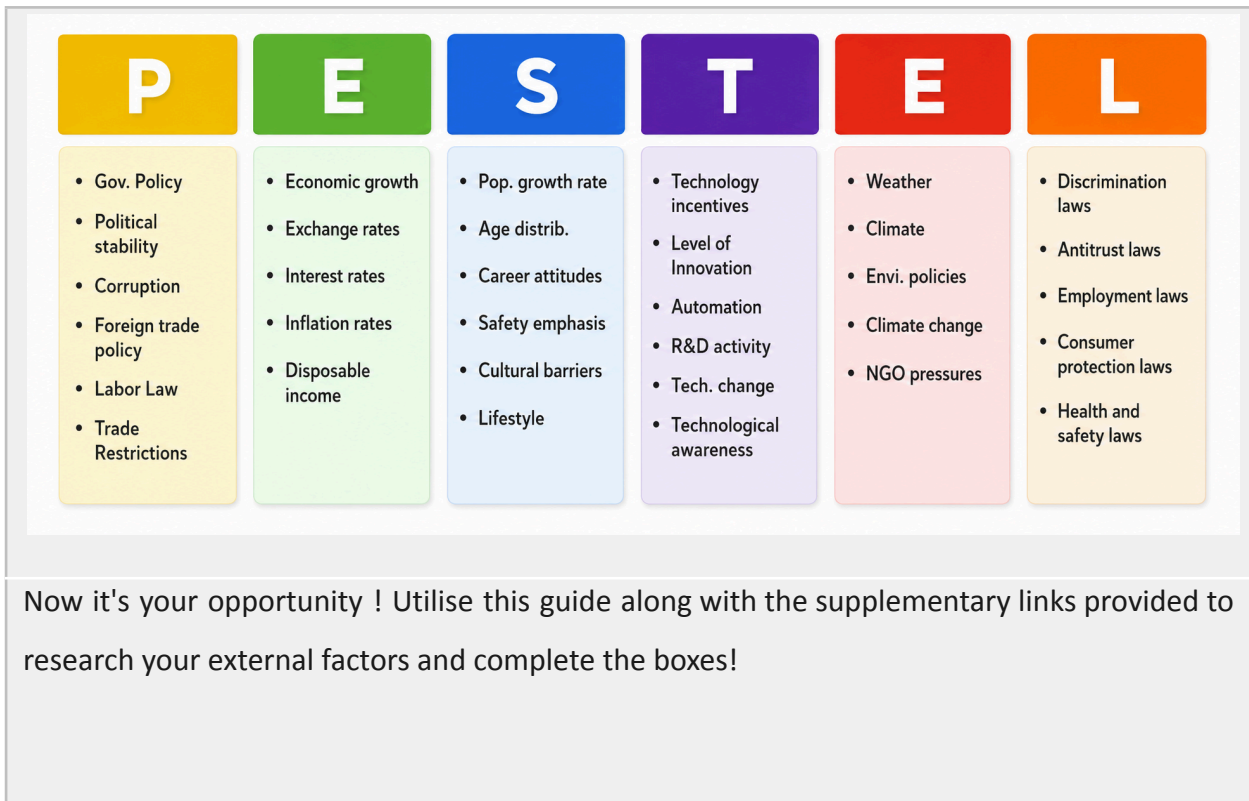 P
E
S
T
E
L
• Gov. Policy
• Political
stability
• Corruption
• Foreign trade
policy
• Labor Law
• Trade
Restrictions
• Economic growth
• Exchange rates
• Interest rates
• Inflation rates
• Disposable
income
• Pop. growth rate
• Age distrib.
• Career attitudes
• Safety emphasis
• Cultural barriers
• Lifestyle
• Technology
incentives
• Level of
Innovation
• Automation
• R&D activity
• Tech. change
• Technological
awareness
• Weather
• Climate
• Envi. policies
• Climate change
• NGO pressures
• Discrimination
laws
• Antitrust laws
• Employment laws
• Consumer
protection laws
• Health and
safety laws
Now it's your opportunity ! Utilise this guide along with the supplementary links provided to
research your external factors and complete the boxes!